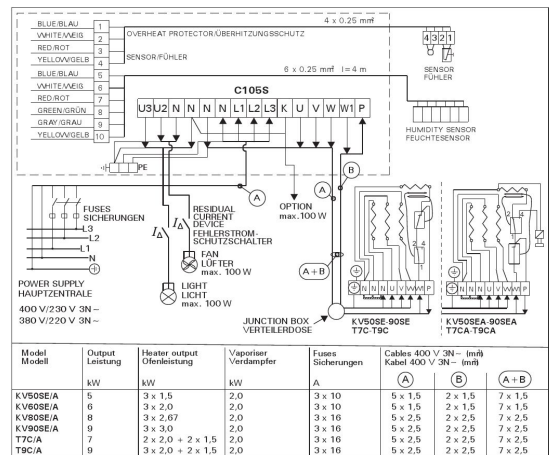 4 x 0.25 mm²
BLUE/BLAU 1
WHITE/WEIß 2
OVERHEAT PROTECTOR/ÜBERHITZUNGSSCHUTZ
RED/ROT 3
YELLOW/GELB 4
SENSOR/FÜHLER
4 3 2 1
SENSOR
FÜHLER
BLUE/BLAU 5
6 x 0.25 mm² l=4 m
WHITE/WEIß 6
RED/ROT 7
GREEN/GRÜN 8
GRAY/GRAU 9
YELLOW/GELB 10
C105S
U3 U2 N N N N L1 L2 L3 K U V W W1 P
HUMIDITY SENSOR
FEUCHTESENSOR
PE
A
B
A
FUSES
SICHERUNGEN
L3
L2
L1
N
POWER SUPPLY
HAUPTZENTRALE
400 V/230 V 3N~
380 V/220 V 3N~
I∆
I∆
RESIDUAL
CURRENT
DEVICE
FEHLERSTROM-
SCHUTZSCHALTER
FAN
LÜFTER
max. 100 W
LIGHT
LICHT
max. 100 W
OPTION
max. 100 W
A+B
JUNCTION BOX
VERTEILERDOSE
2 4
1
N N N U V W W1 P
KV50SE-90SE
T7C-T9C
2 4
1
N N N U V W W1 P
KV50SEA-90SEA
T7CA-T9CA
Model Output Heater output Vaporiser Fuses Cables 400 V 3N~ (mm²)
Modell Leistung Ofenleistung Verdampfer Sicherungen Kabel 400 V 3N~ (mm²)
kW kW kW A A B A+B
KV50SE/A 5 3 x 1,5 2,0 3 x 10 5 x 1,5 2 x 1,5 7 x 1,5
KV60SE/A 6 3 x 2,0 2,0 3 x 10 5 x 1,5 2 x 1,5 7 x 1,5
KV80SE/A 8 3 x 2,67 2,0 3 x 16 5 x 2,5 2 x 2,5 7 x 2,5
KV90SE/A 9 3 x 3,0 2,0 3 x 16 5 x 2,5 2 x 2,5 7 x 2,5
T7C/A 7 2 x 2,0 + 2 x 1,5 2,0 3 x 16 5 x 2,5 2 x 2,5 7 x 2,5
T9C/A 9 3 x 2,0 + 2 x 1,5 2,0 3 x 16 5 x 2,5 2 x 2,5 7 x 2,5